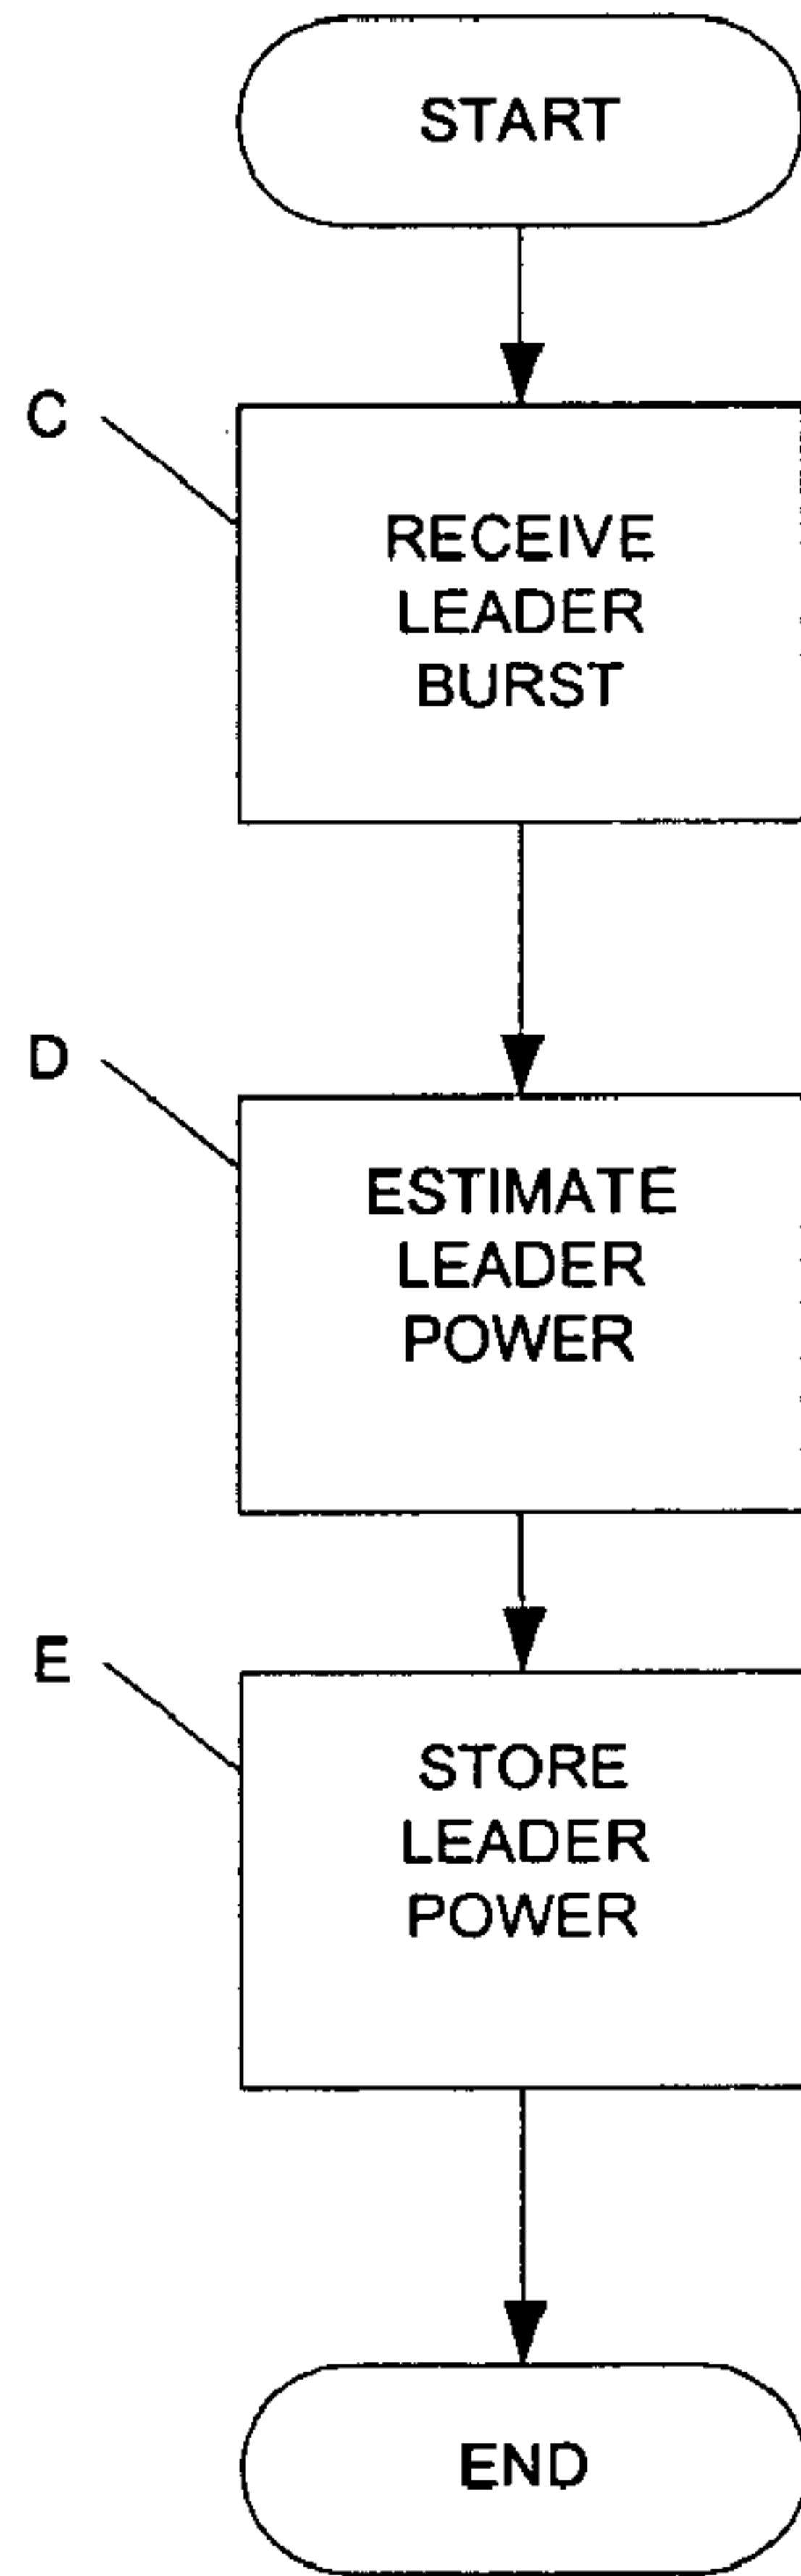 START
C
RECEIVE
LEADER
BURST
D
ESTIMATE
LEADER
POWER
E
STORE
LEADER
POWER
END